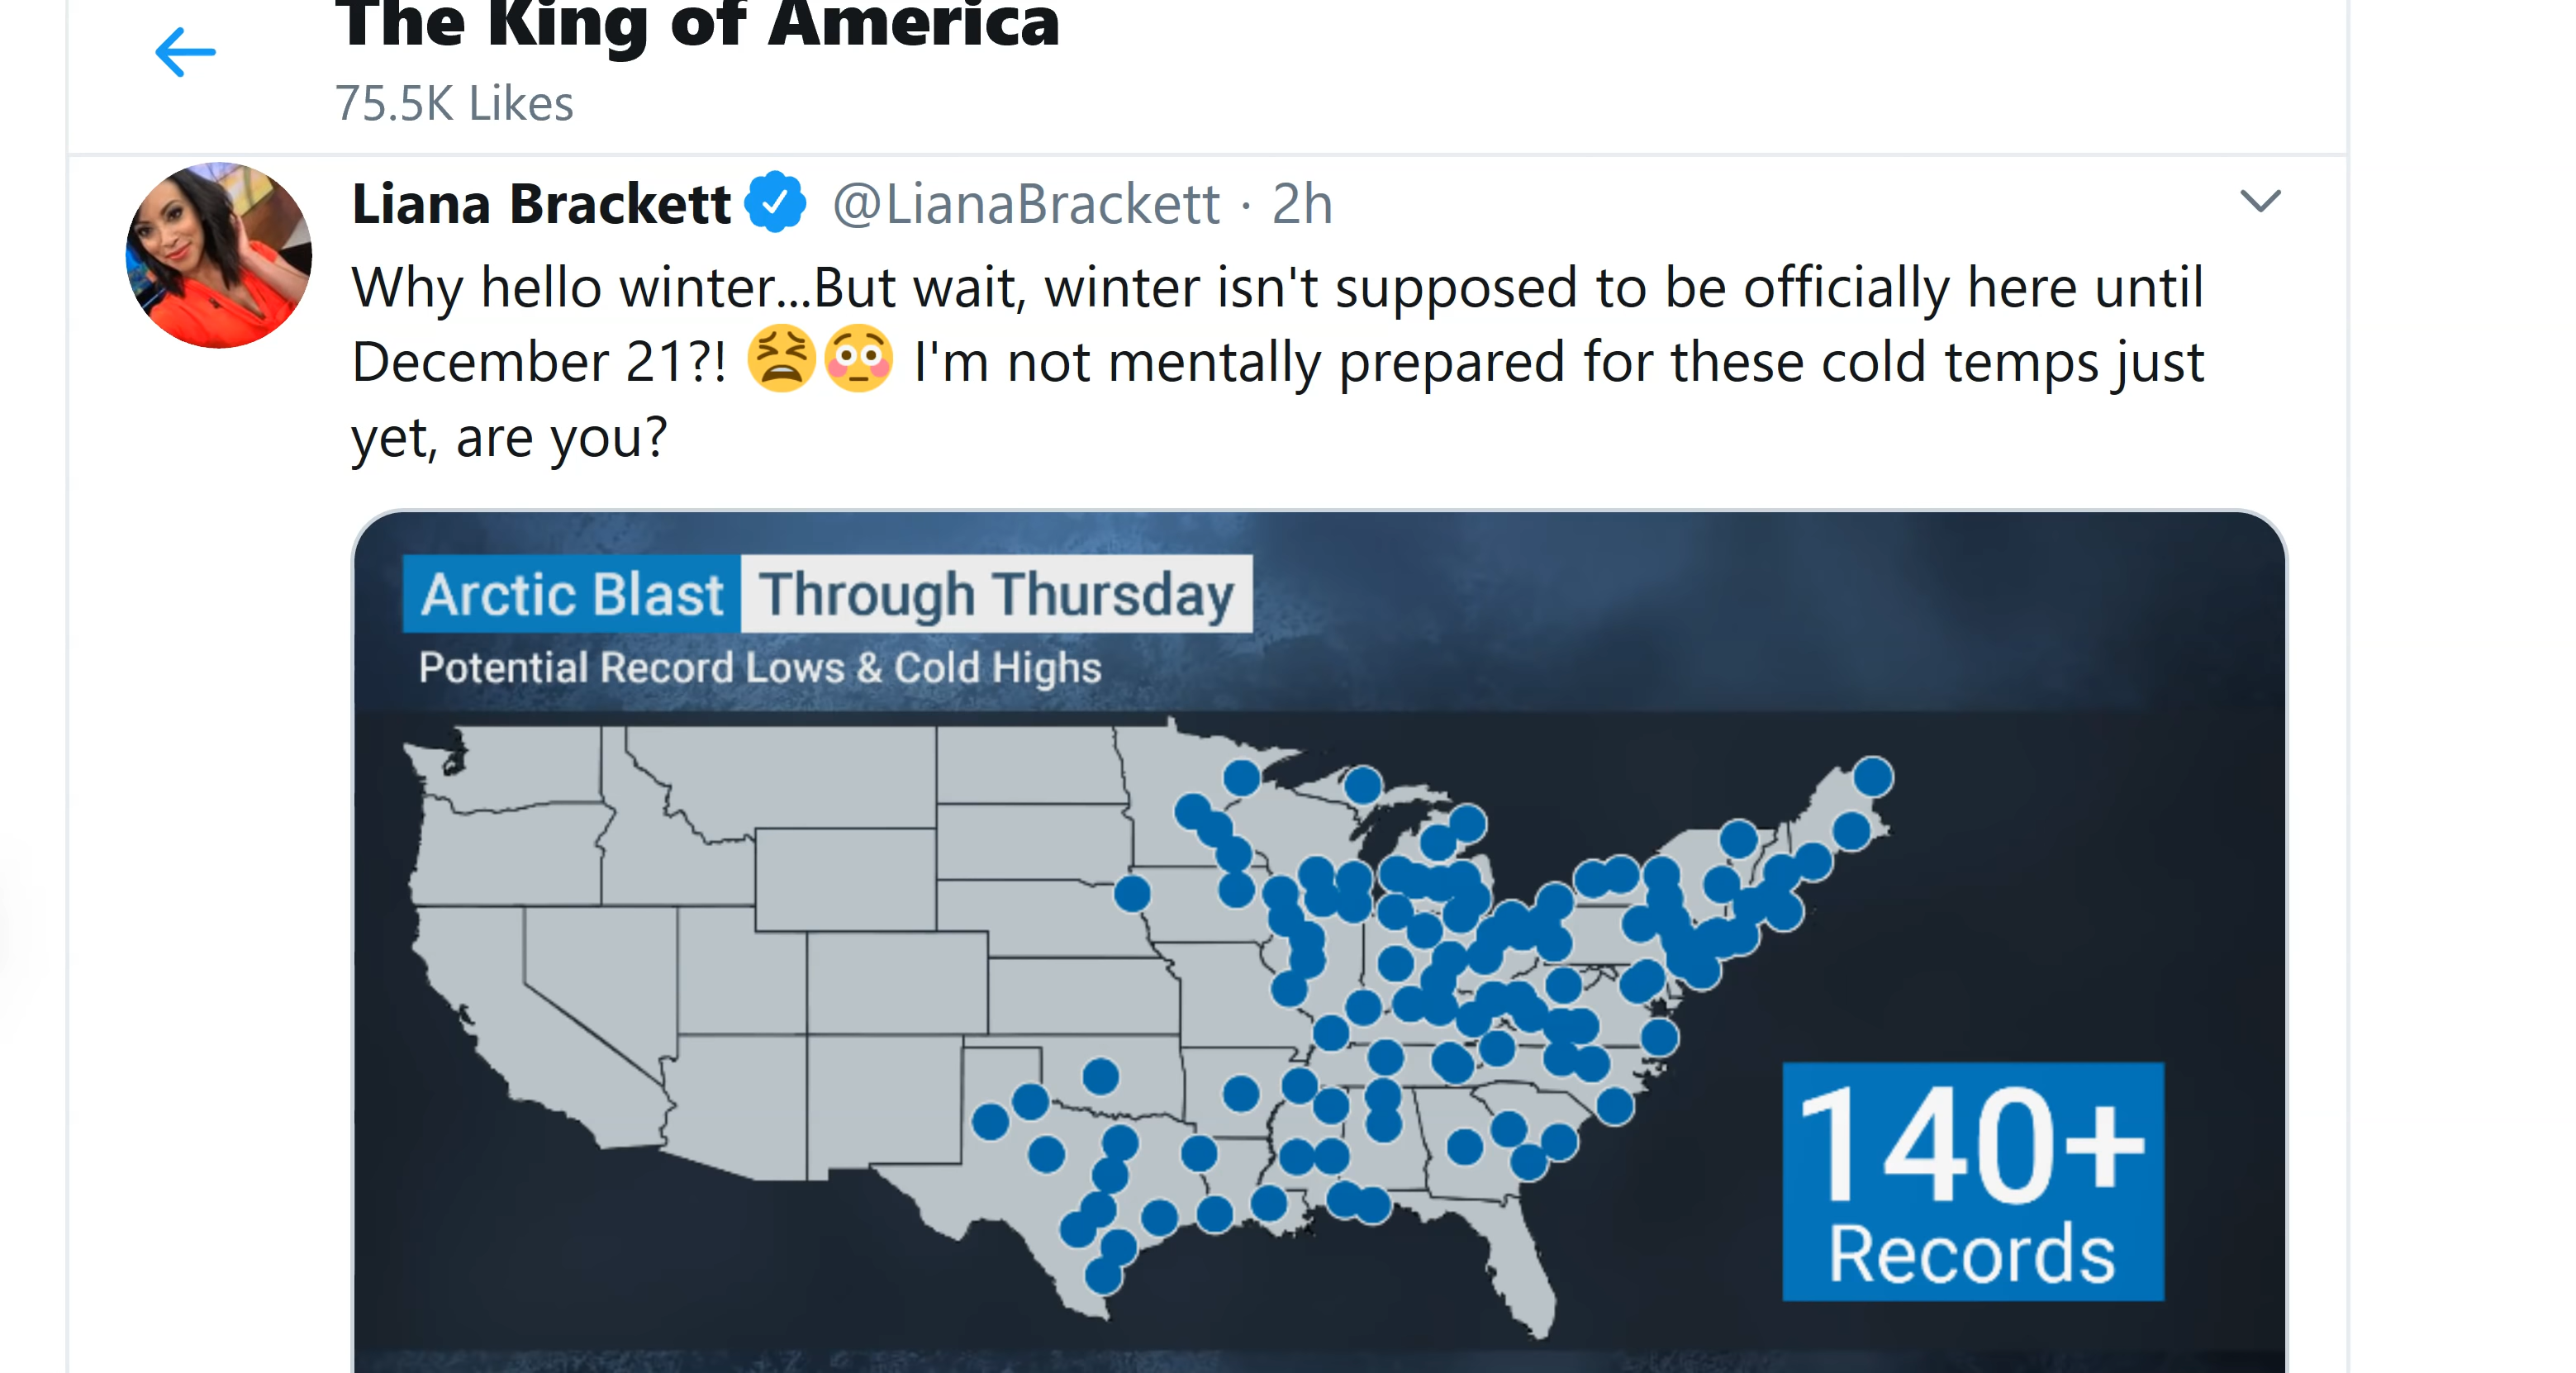 The King of America
75.5K Likes
Liana Brackett @LianaBrackett · 2h
Why hello winter...But wait, winter isn't supposed to be officially here until
December 21?! 😫😳 I'm not mentally prepared for these cold temps just
yet, are you?
Arctic Blast Through Thursday
Potential Record Lows & Cold Highs
140+
Records